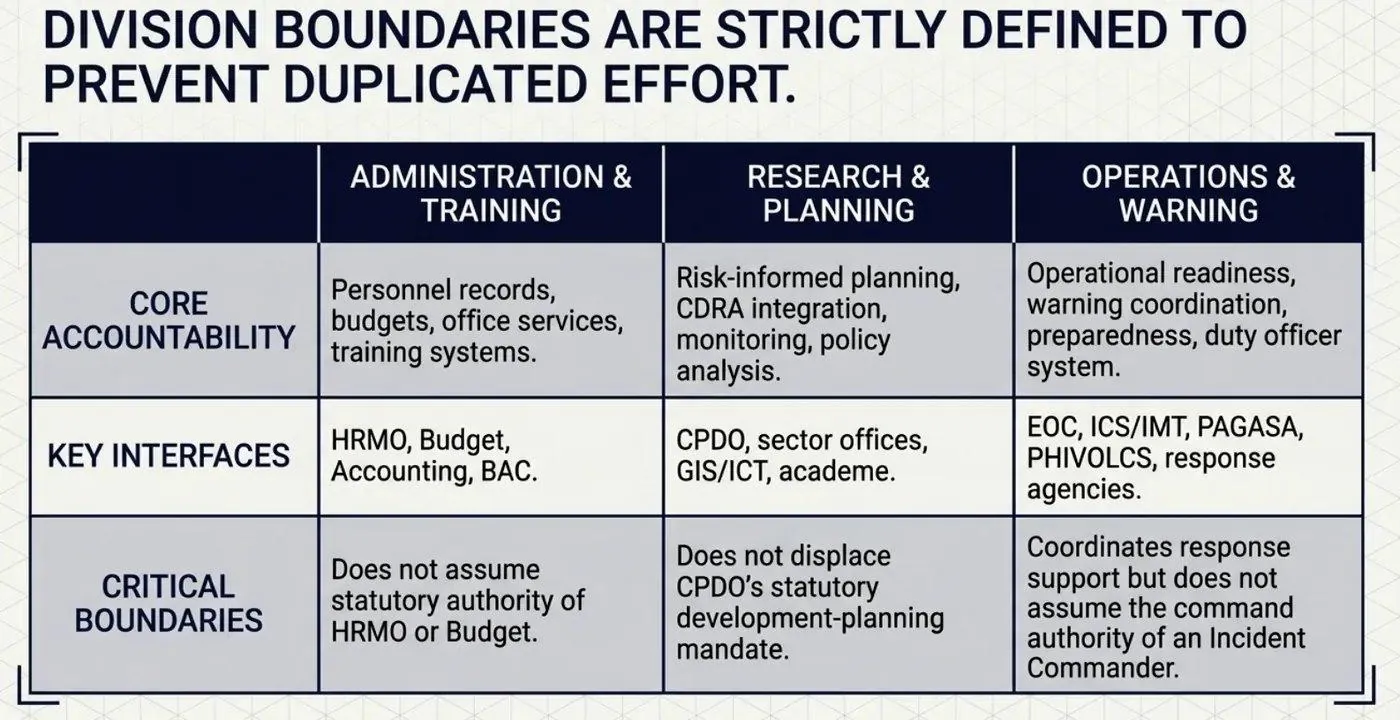 DIVISION BOUNDARIES ARE STRICTLY DEFINED TO
PREVENT DUPLICATED EFFORT.
ADMINISTRATION &
TRAINING
RESEARCH &
PLANNING
OPERATIONS &
WARNING
CORE
ACCOUNTABILITY
Personnel records,
budgets, office services,
training systems.
Risk-informed planning,
CDRA integration,
monitoring, policy
analysis.
Operational readiness,
warning coordination,
preparedness, duty officer
system.
KEY INTERFACES
HRMO, Budget,
Accounting, BAC.
CPDO, sector offices,
GIS/ICT, academe.
EOC, ICS/IMT, PAGASA,
PHIVOLCS, response
agencies.
CRITICAL
BOUNDARIES
Does not assume
statutory authority of
HRMO or Budget.
Does not displace
CPDO’s statutory
development-planning
mandate.
Coordinates response
support but does not
assume the command
authority of an Incident
Commander.